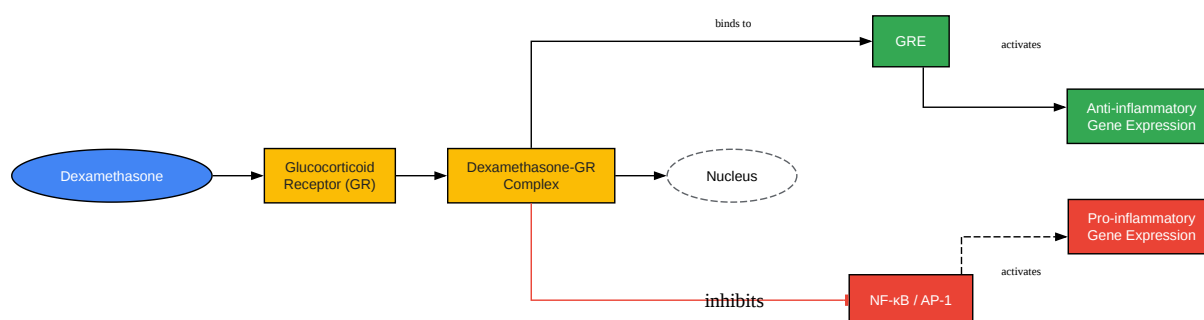 binds to
GRE
activates
Anti-inflammatory
Gene Expression
Dexamethasone
Glucocorticoid
Receptor (GR)
Dexamethasone-GR
Complex
Nucleus
Pro-inflammatory
Gene Expression
activates
inhibits
NF-κB / AP-1